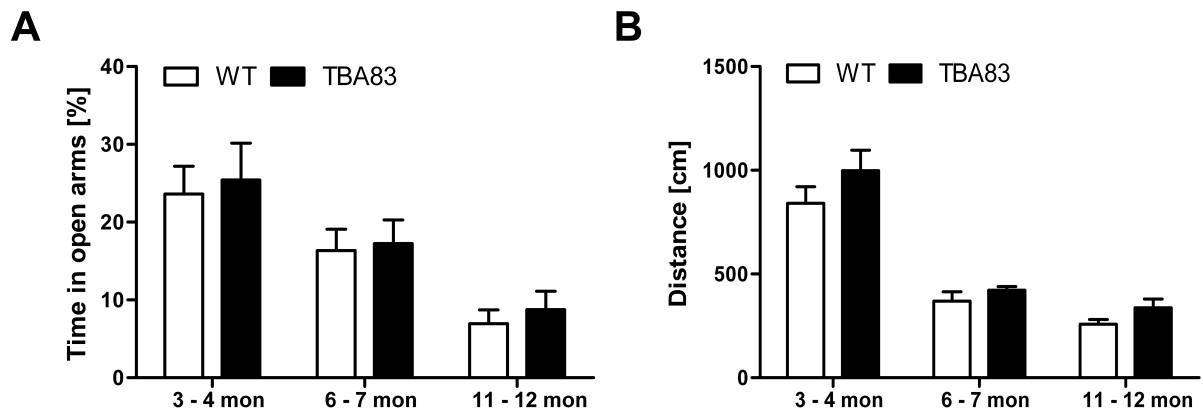 A
Time in open arms [%]
40
30
20
10
0
WT TBA83
3 - 4 mon 6 - 7 mon 11 - 12 mon
B
Distance [cm]
1500
1000
500
0
WT TBA83
3 - 4 mon 6 - 7 mon 11 - 12 mon